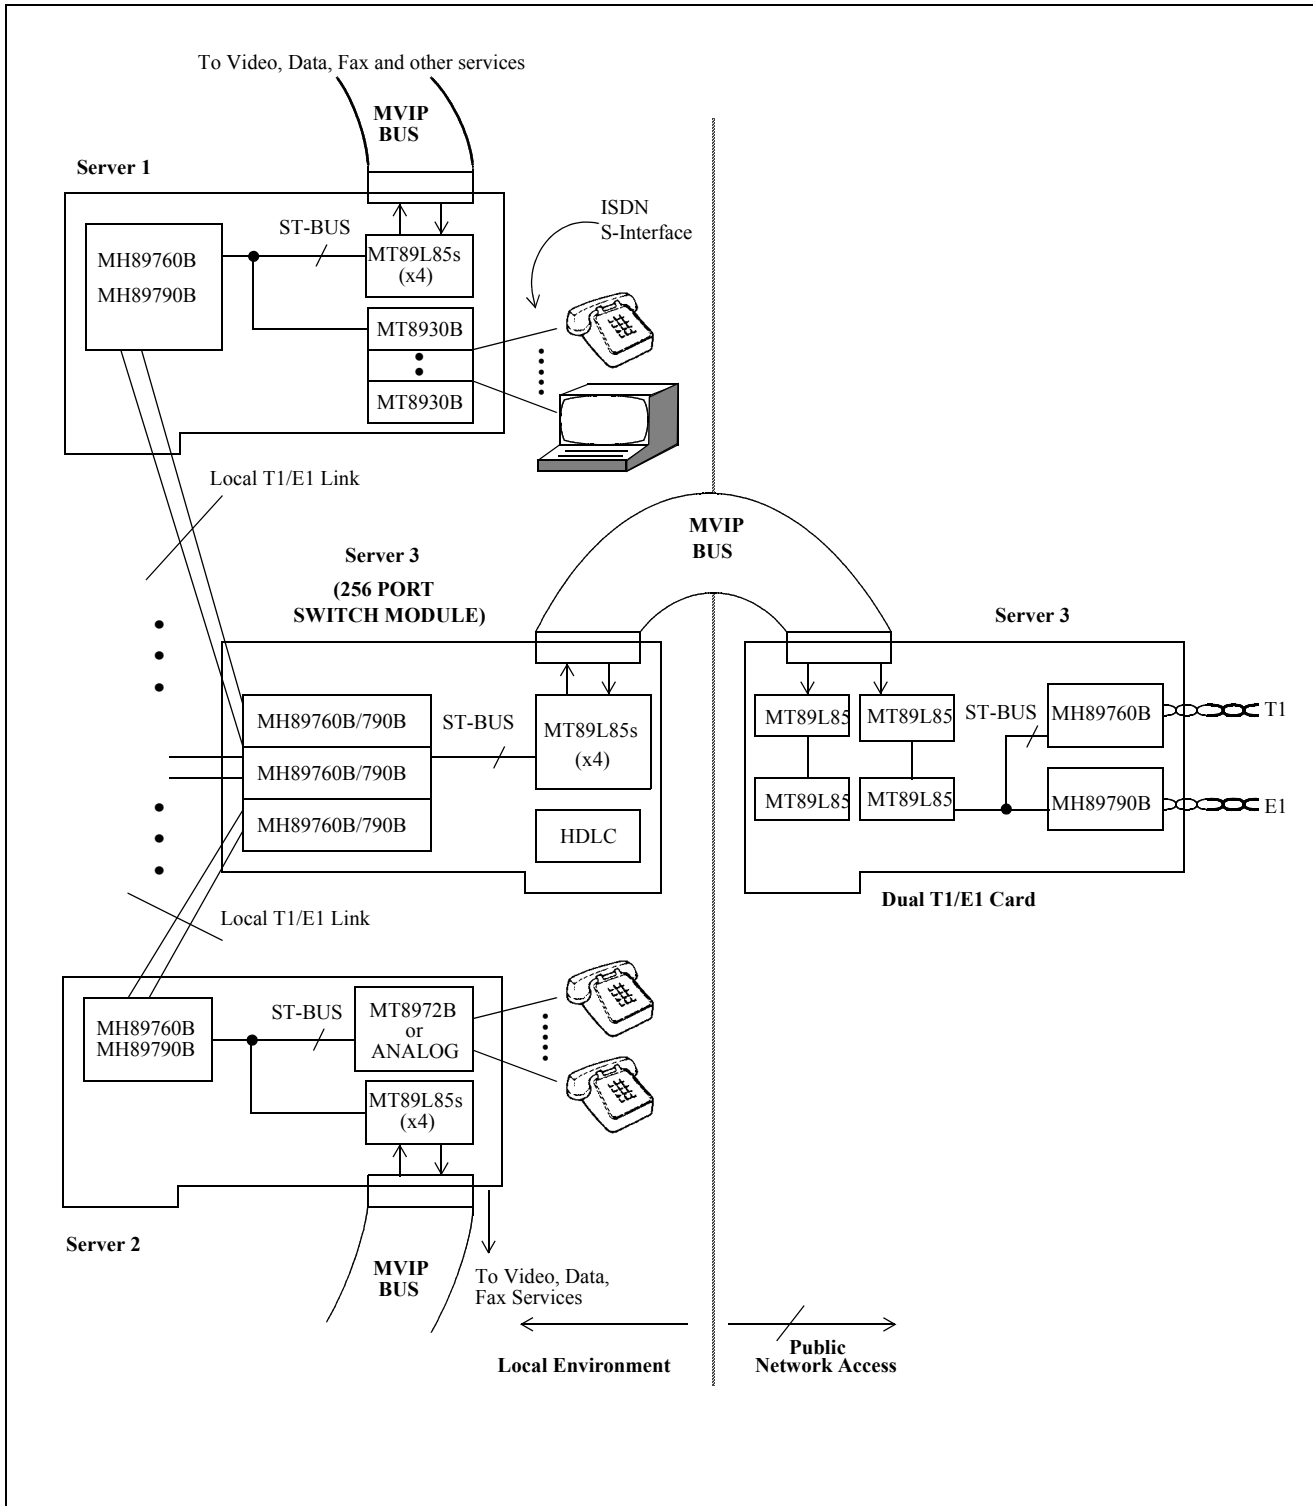 To Video, Data, Fax and other services
MVIP
BUS
Server 1
ISDN
S-Interface
ST-BUS
MH89760B
MH89790B
MT89L85s
(x4)
MT8930B
MT8930B
Local T1/E1 Link
MVIP
BUS
Server 3
(256 PORT
SWITCH MODULE)
Server 3
MH89760B/790B
MH89760B/790B
MH89760B/790B
ST-BUS
MT89L85s
(x4)
HDLC
MT89L85
MT89L85
MT89L85
MT89L85
ST-BUS
MH89760B
MH89790B
T1
E1
Dual T1/E1 Card
Local T1/E1 Link
MH89760B
MH89790B
ST-BUS
MT8972B
or
ANALOG
MT89L85s
(x4)
Server 2
MVIP
BUS
To Video, Data,
Fax Services
Local Environment
Public
Network Access